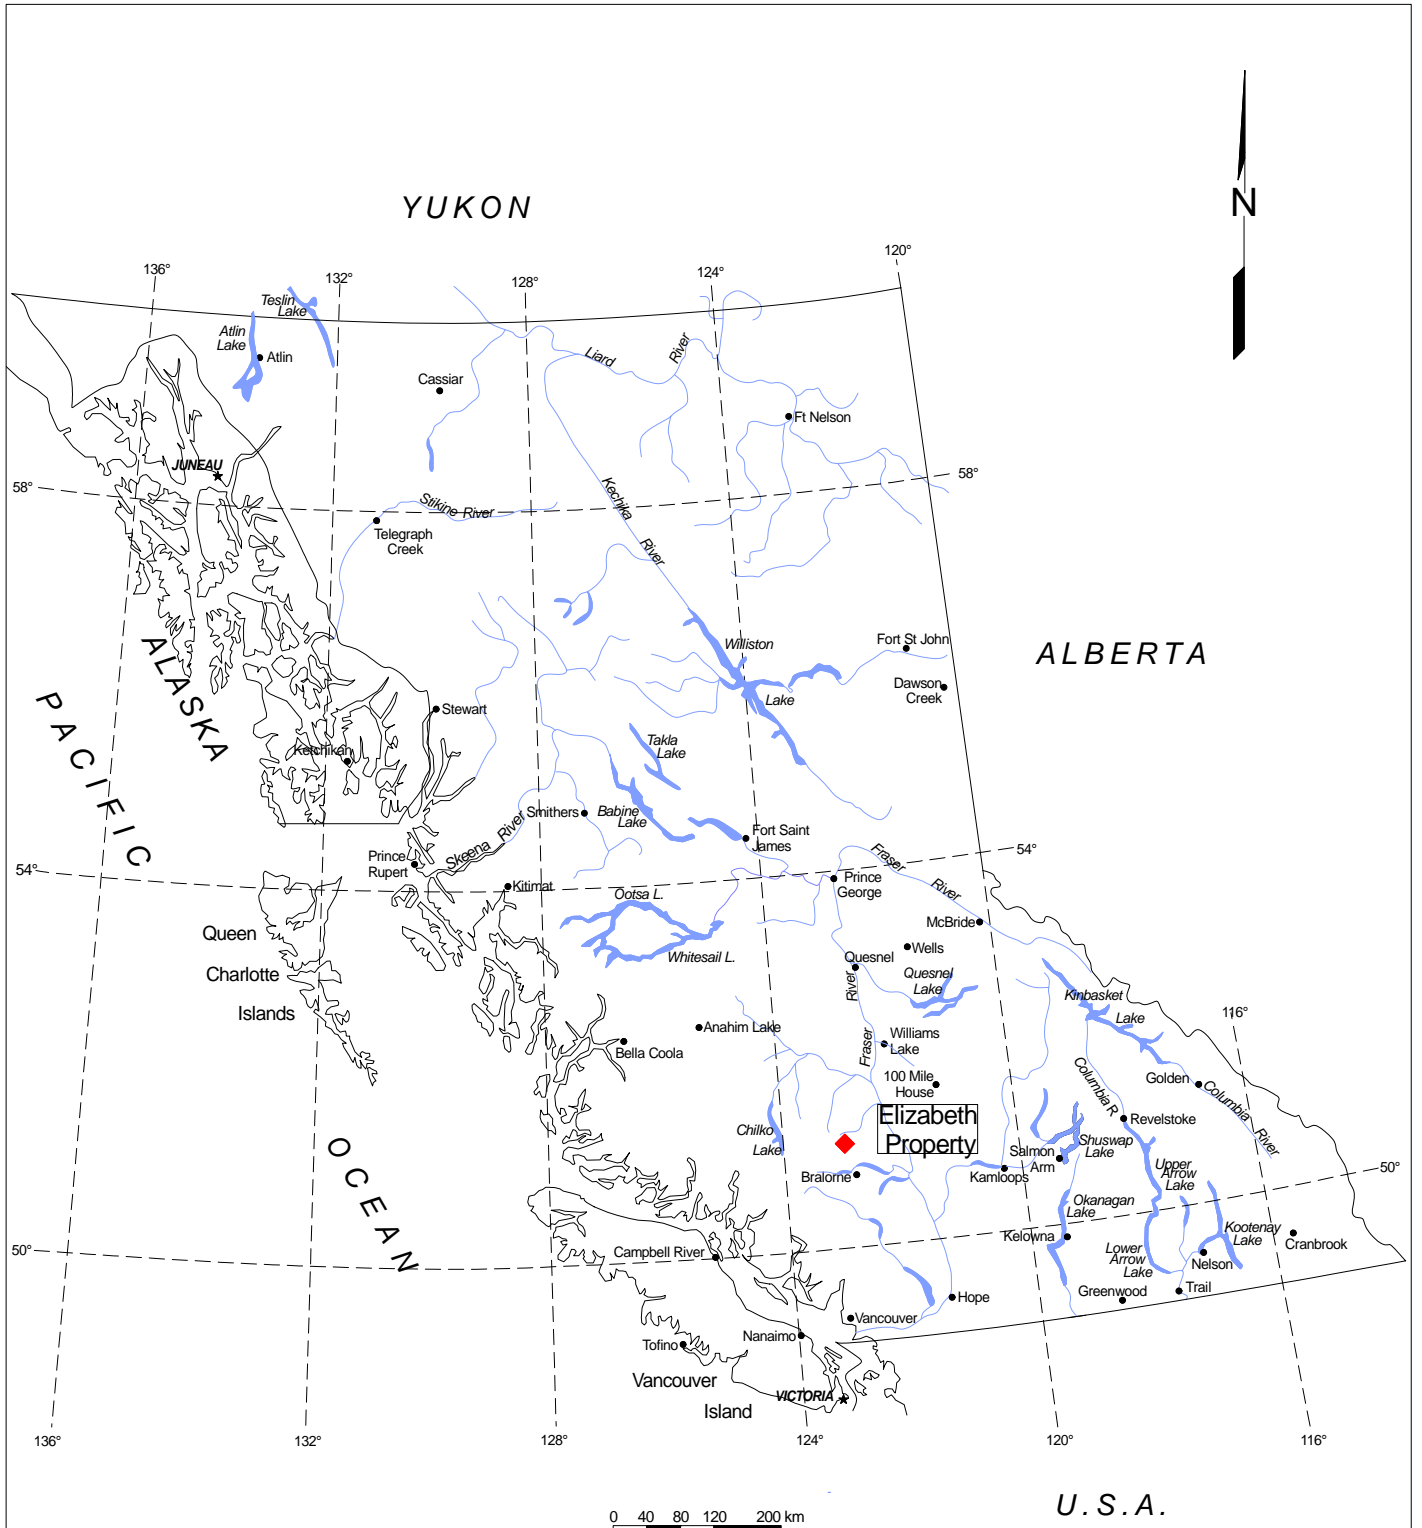 N
YUKON
120°
136°
132°
128°
124°
Teslin
Lake
Atlin
Lake
Atlin
Liard
River
Cassiar
Ft Nelson
JUNEAU
58°
58°
Kechika
River
Stikine River
Telegraph
Creek
ALASKA
Williston
Lake
Fort St John
Dawson
Creek
ALBERTA
PACIFIC
Stewart
Takla
Lake
Ketchikan
Smithers
Babine
Lake
Skeena River
Fort Saint
James
Prince
Rupert
54°
54°
Fraser
River
Kitimat
Prince
George
Ootsa L.
McBride
Queen
Charlotte
Islands
Whitesail L.
Wells
Quesnel
Quesnel
Lake
River
Fraser
Kinbasket
Lake
116°
Anahim Lake
Bella Coola
Williams
Lake
100 Mile
House
Golden
Columbia
River
Columbia R
Elizabeth
Property
Revelstoke
OCEAN
Chilko
Lake
Shuswap
Lake
Salmon
Arm
Bralorne
Kamloops
Upper
Arrow
Lake
50°
Okanagan
Lake
50°
Campbell River
Kelowna
Lower
Arrow
Lake
Kootenay
Lake
Cranbrook
Nelson
Hope
Greenwood
Trail
Vancouver
Nanaimo
Tofino
Vancouver
Island
VICTORIA
136°
132°
128°
124°
120°
116°
U.S.A.
0 40 80 120 200 km